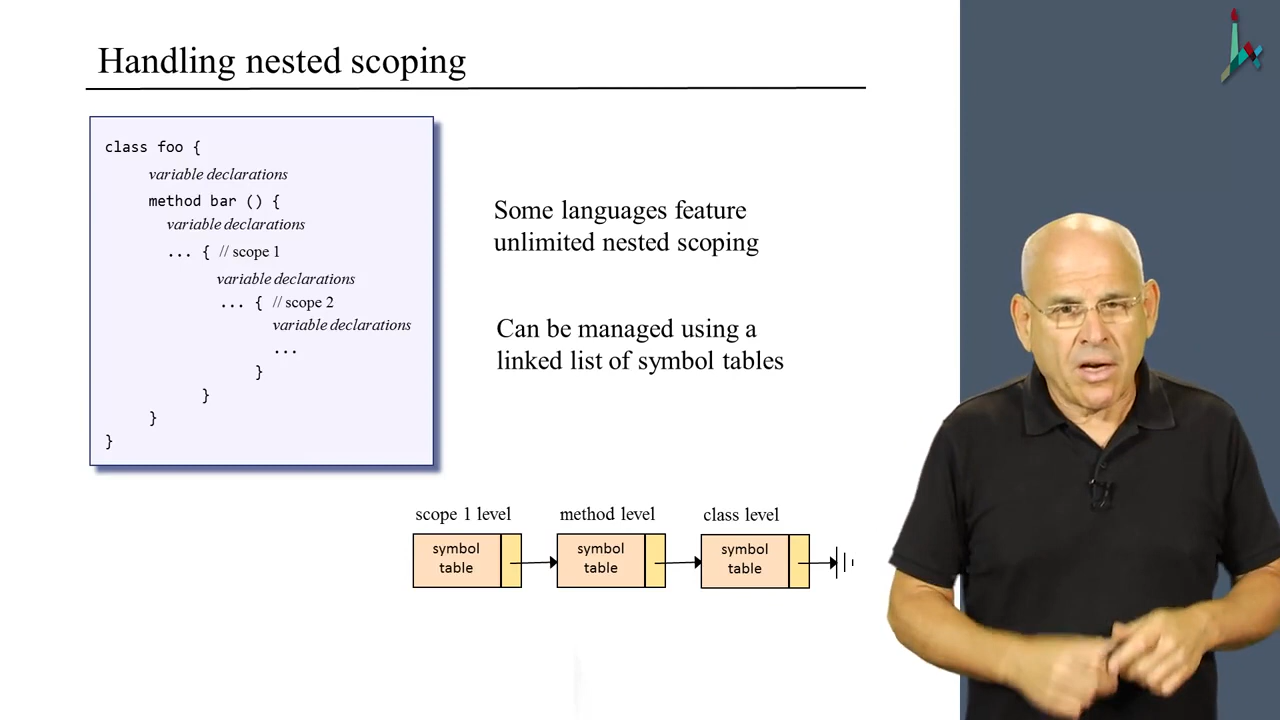 Handling nested scoping
class foo {
variable declarations
method bar () {
variable declarations
... { // scope 1
variable declarations
... { // scope 2
variable declarations
...
}
}
}
}
Some languages feature
unlimited nested scoping
Can be managed using a
linked list of symbol tables
scope 1 level
symbol
table
method level
symbol
table
class level
symbol
table